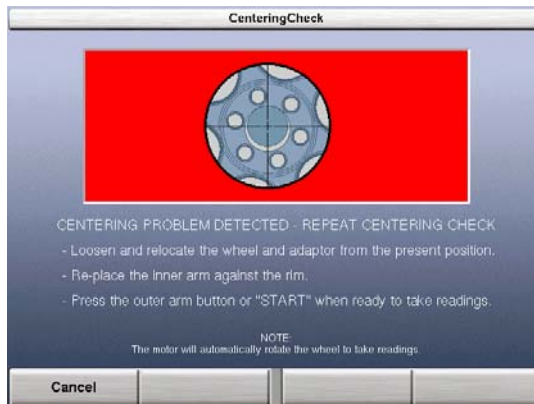 CenteringCheck
CENTERING PROBLEM DETECTED - REPEAT CENTERING CHECK
- Loosen and relocate the wheel and adaptor from the present position.
- Re-place the inner arm against the rim.
- Press the outer arm button or "START" when ready to take readings.
NOTE:
The motor will automatically rotate the wheel to take readings.
Cancel